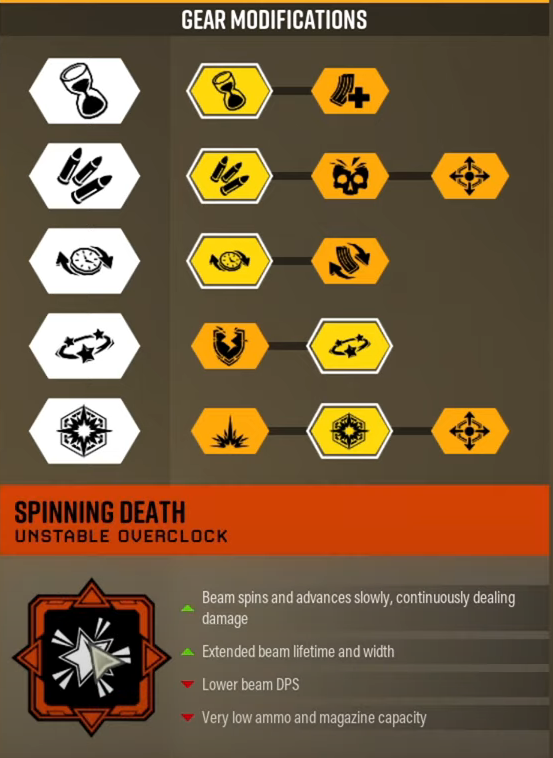 GEAR MODIFICATIONS
SPINNING DEATH
UNSTABLE OVERCLOCK
Beam spins and advances slowly, continuously dealing
damage
Extended beam lifetime and width
Lower beam DPS
Very low ammo and magazine capacity